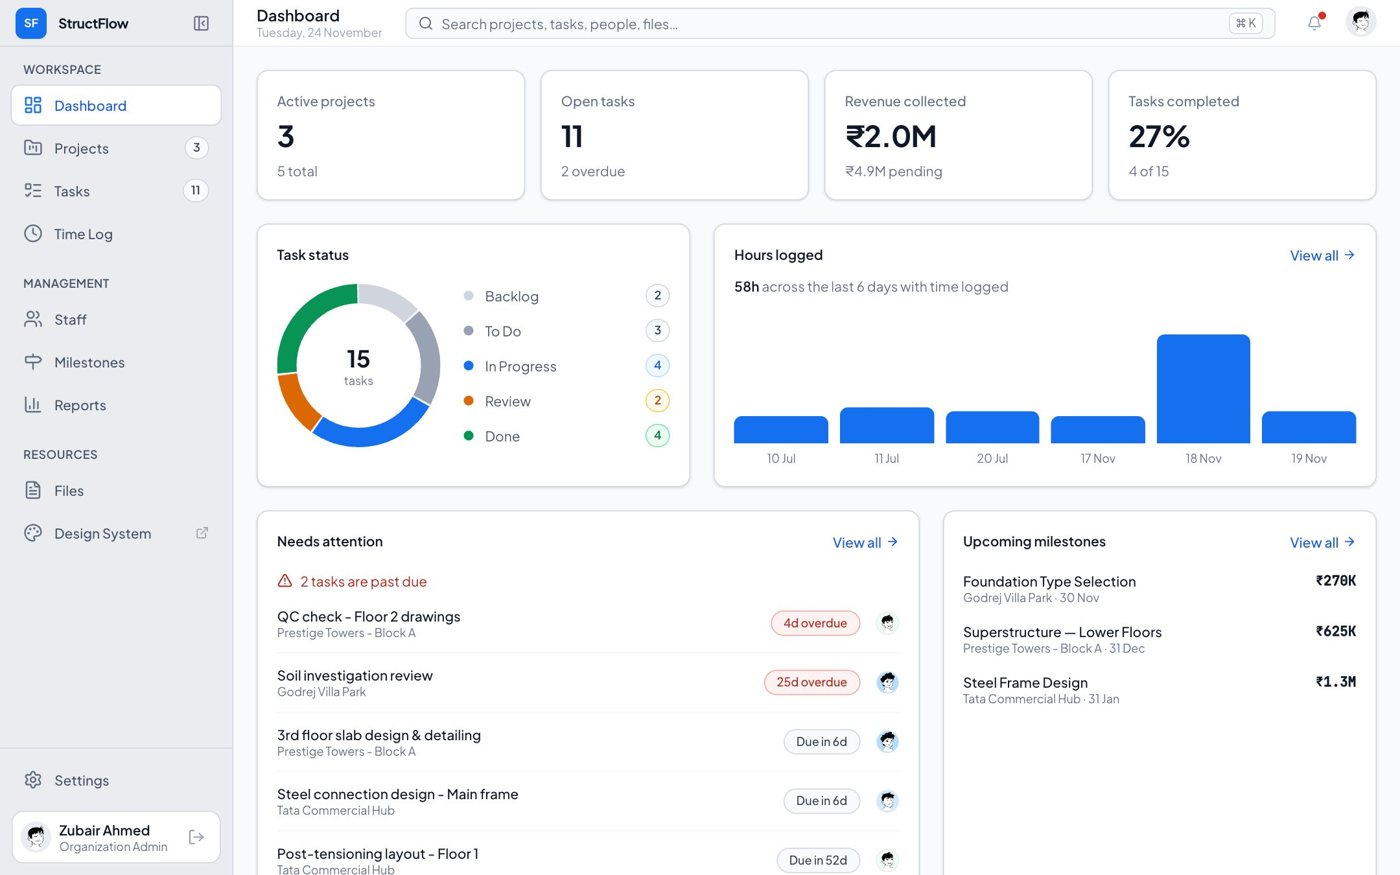 SF
StructFlow
WORKSPACE
Dashboard
Projects
3
Tasks
11
Time Log
MANAGEMENT
Staff
Milestones
Reports
RESOURCES
Files
Design System
Settings
Zubair Ahmed
Organization Admin
Dashboard
Tuesday, 24 November
Search projects, tasks, people, files...
⌘ K
Active projects
3
5 total
Open tasks
11
2 overdue
Revenue collected
₹2.0M
₹4.9M pending
Tasks completed
27%
4 of 15
Task status
15
tasks
Backlog 2
To Do 3
In Progress 4
Review 2
Done 4
Hours logged
View all →
58h across the last 6 days with time logged
10 Jul 11 Jul 20 Jul 17 Nov 18 Nov 19 Nov
Needs attention
View all →
2 tasks are past due
QC check - Floor 2 drawings
Prestige Towers - Block A
4d overdue
Soil investigation review
Godrej Villa Park
25d overdue
3rd floor slab design & detailing
Prestige Towers - Block A
Due in 6d
Steel connection design - Main frame
Tata Commercial Hub
Due in 6d
Post-tensioning layout - Floor 1
Tata Commercial Hub
Due in 52d
Upcoming milestones
View all →
Foundation Type Selection
Godrej Villa Park · 30 Nov
₹270K
Superstructure — Lower Floors
Prestige Towers - Block A · 31 Dec
₹625K
Steel Frame Design
Tata Commercial Hub · 31 Jan
₹1.3M